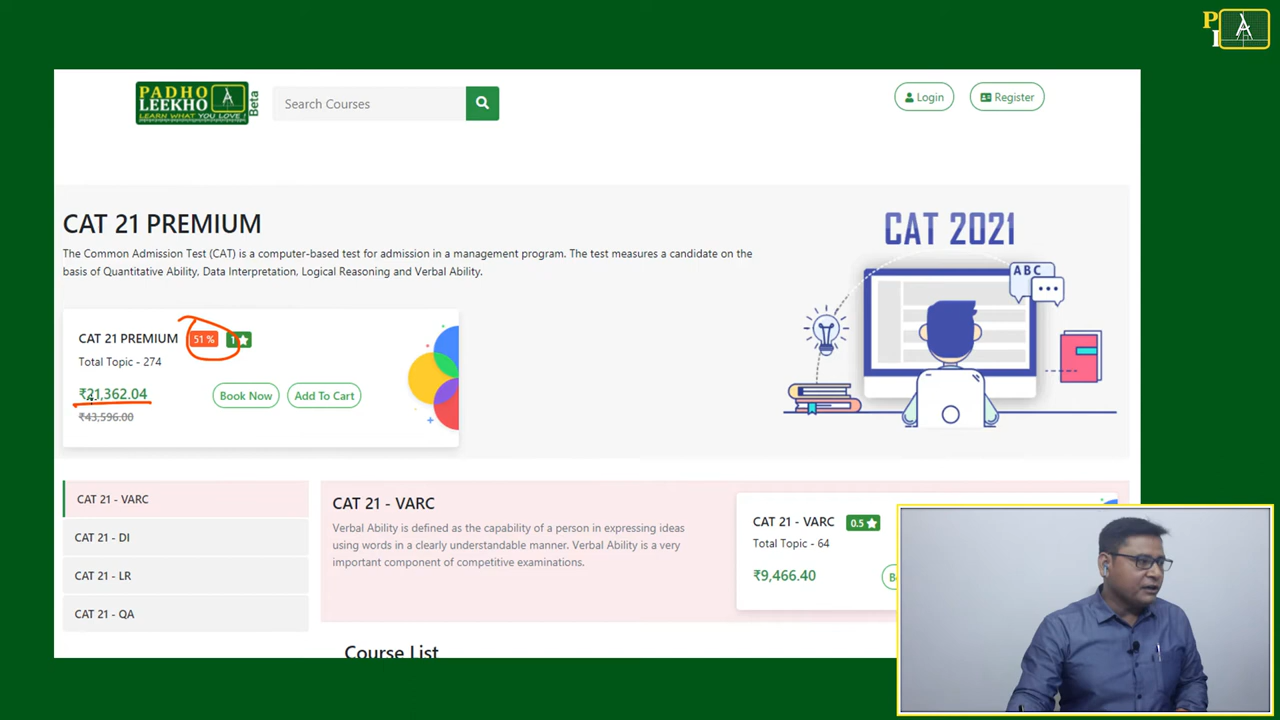 P
PADHO
LEEKHO
LEARN WHAT YOU LOVE !
Beta
Search Courses
Login
Register
CAT 21 PREMIUM
The Common Admission Test (CAT) is a computer-based test for admission in a management program. The test measures a candidate on the
basis of Quantitative Ability, Data Interpretation, Logical Reasoning and Verbal Ability.
CAT 2021
ABC
CAT 21 PREMIUM 51 % 1
Total Topic - 274
₹21,362.04
Book Now
Add To Cart
₹43,596.00
CAT 21 - VARC
CAT 21 - DI
CAT 21 - LR
CAT 21 - QA
CAT 21 - VARC
Verbal Ability is defined as the capability of a person in expressing ideas
using words in a clearly understandable manner. Verbal Ability is a very
important component of competitive examinations.
CAT 21 - VARC 0.5
Total Topic - 64
₹9,466.40
Course List